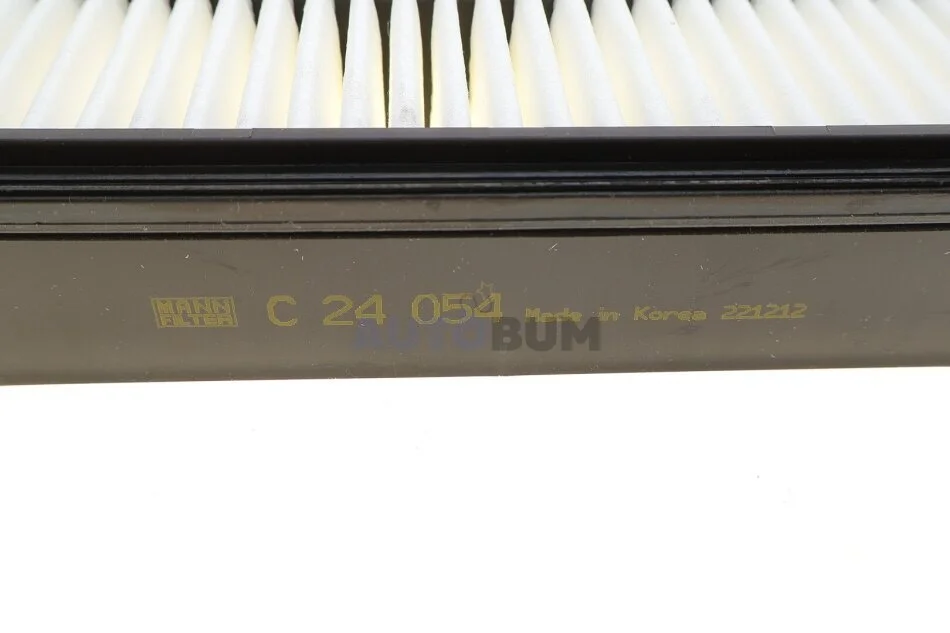 MANN
FILTER
C 24 054 Made in Korea 221212
AUTOBUM